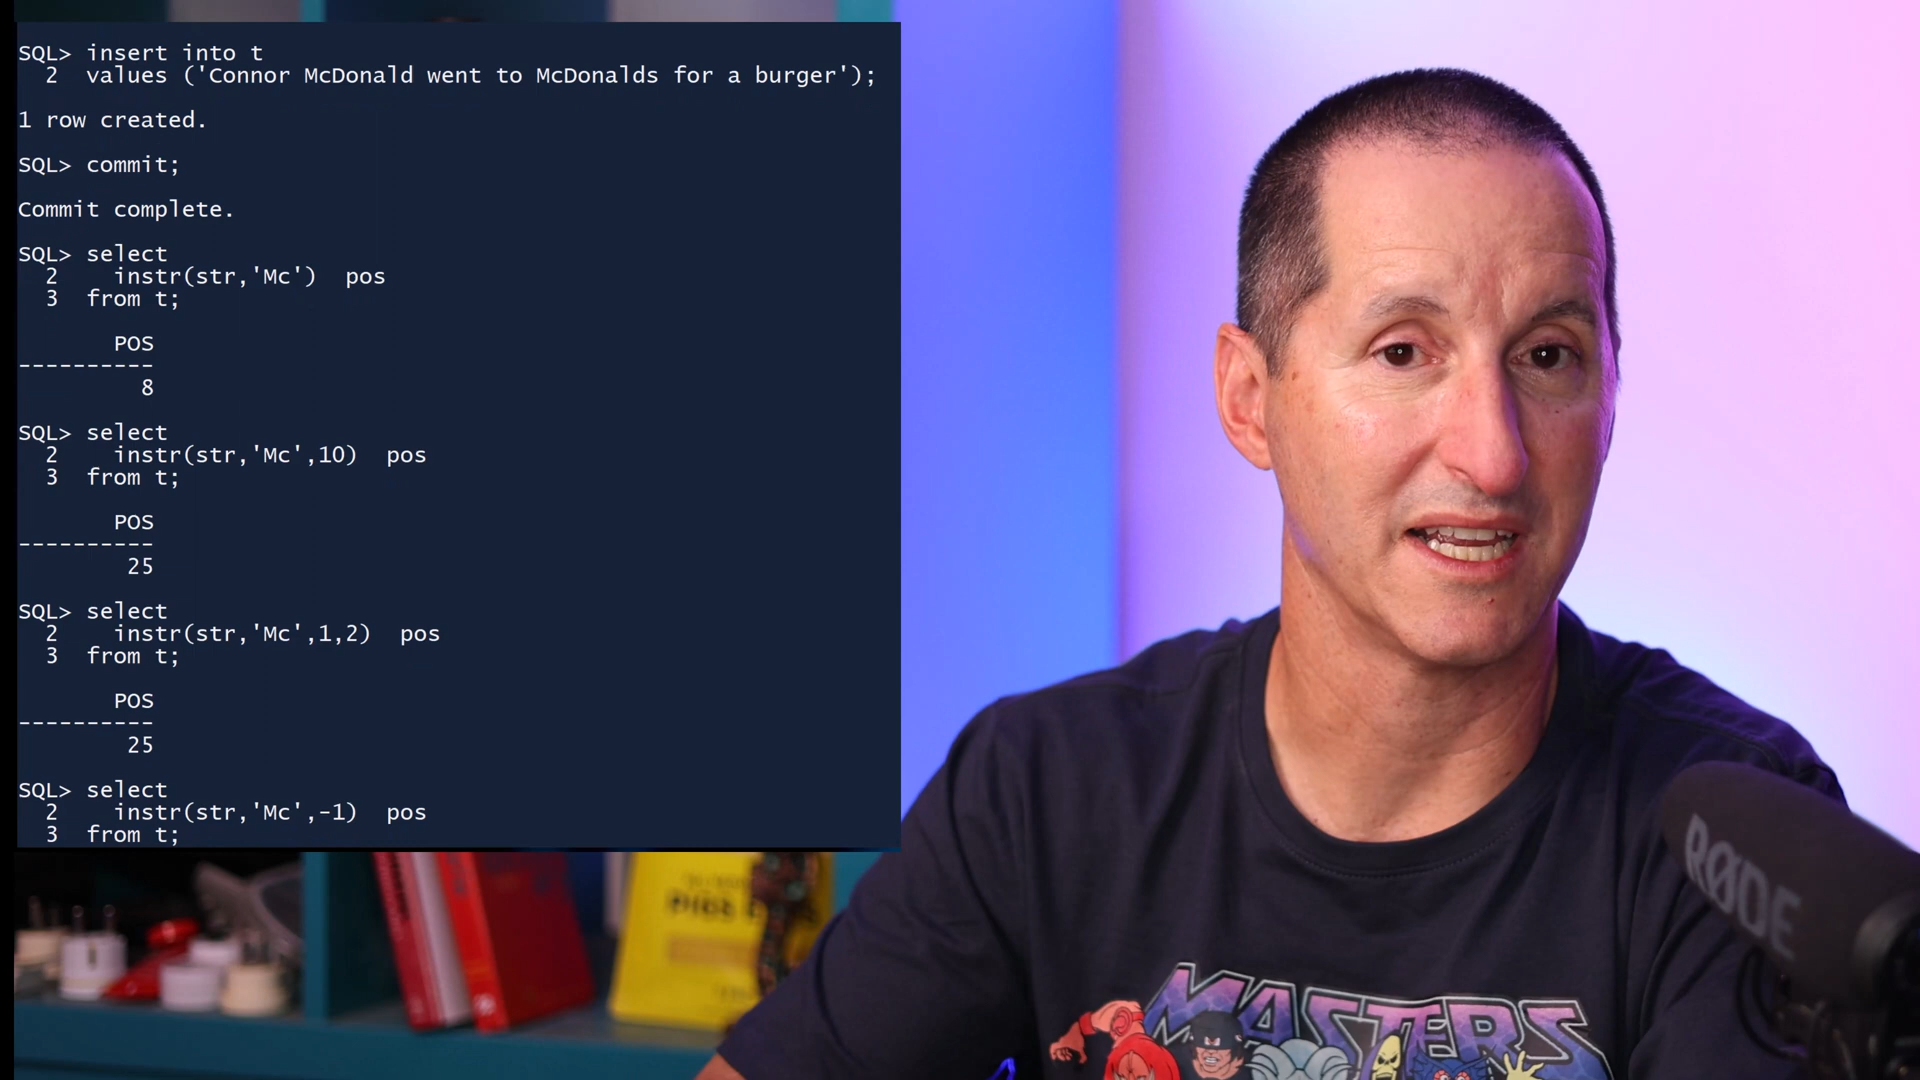 SQL> insert into t
  2  values ('Connor McDonald went to McDonalds for a burger');
1 row created.
SQL> commit;
Commit complete.
SQL> select
  2    instr(str,'Mc')  pos
  3  from t;
       POS
----------
         8
SQL> select
  2    instr(str,'Mc',10)  pos
  3  from t;
       POS
----------
        25
SQL> select
  2    instr(str,'Mc',1,2)  pos
  3  from t;
       POS
----------
        25
SQL> select
  2    instr(str,'Mc',-1)  pos
  3  from t;
RØDE
MASTERS